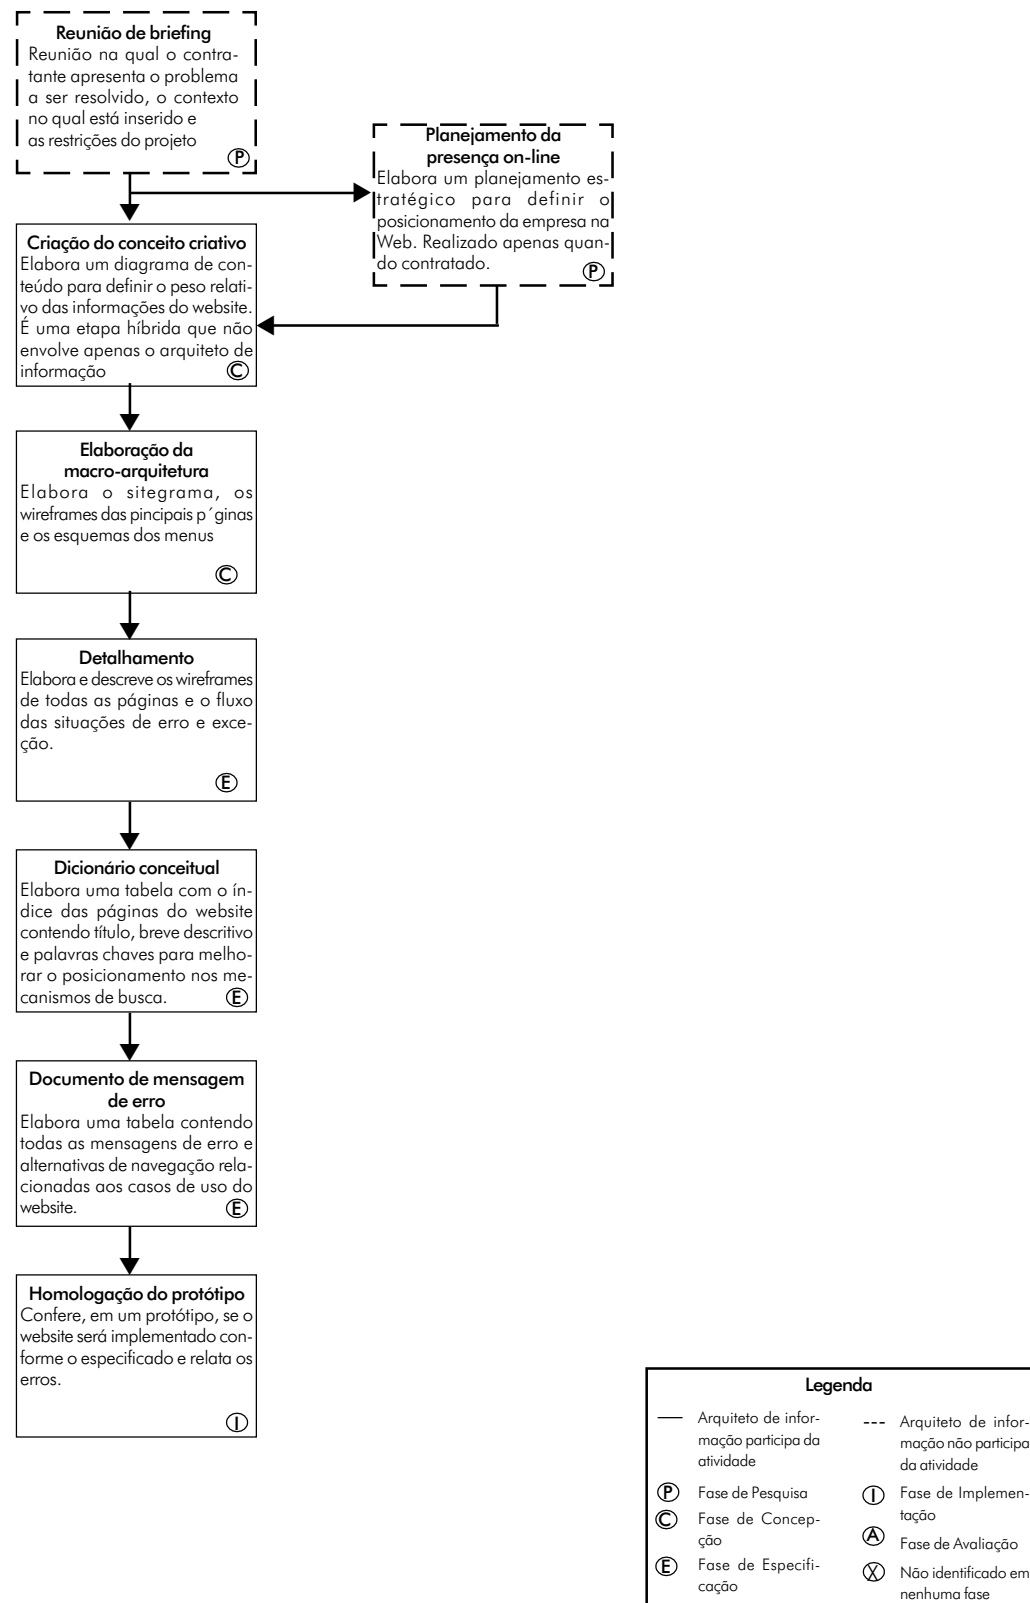 Reunião de briefing
Reunião na qual o contra-
tante apresenta o problema
a ser resolvido, o contexto
no qual está inserido e
as restrições do projeto
P
Planejamento da
presença on-line
Elabora um planejamento es-
tratégico para definir o
posicionamento da empresa na
Web. Realizado apenas quan-
do contratado.
P
Criação do conceito criativo
Elabora um diagrama de con-
teúdo para definir o peso relati-
vo das informações do website.
É uma etapa híbrida que não
envolve apenas o arquiteto de
informação
C
Elaboração da
macro-arquitetura
Elabora o sitegrama, os
wireframes das pincipais p´ginas
e os esquemas dos menus
C
Detalhamento
Elabora e descreve os wireframes
de todas as páginas e o fluxo
das situações de erro e exce-
ção.
E
Dicionário conceitual
Elabora uma tabela com o ín-
dice das páginas do website
contendo título, breve descritivo
e palavras chaves para melho-
rar o posicionamento nos me-
canismos de busca.
E
Documento de mensagem
de erro
Elabora uma tabela contendo
todas as mensagens de erro e
alternativas de navegação rela-
cionadas aos casos de uso do
website.
E
Homologação do protótipo
Confere, em um protótipo, se o
website será implementado con-
forme o especificado e relata os
erros.
I
Legenda
Arquiteto de infor-
mação participa da
atividade
P Fase de Pesquisa
C Fase de Concep-
ção
E Fase de Especifi-
cação
Arquiteto de infor-
mação não participa
da atividade
I Fase de Implemen-
tação
A Fase de Avaliação
X Não identificado em
nenhuma fase